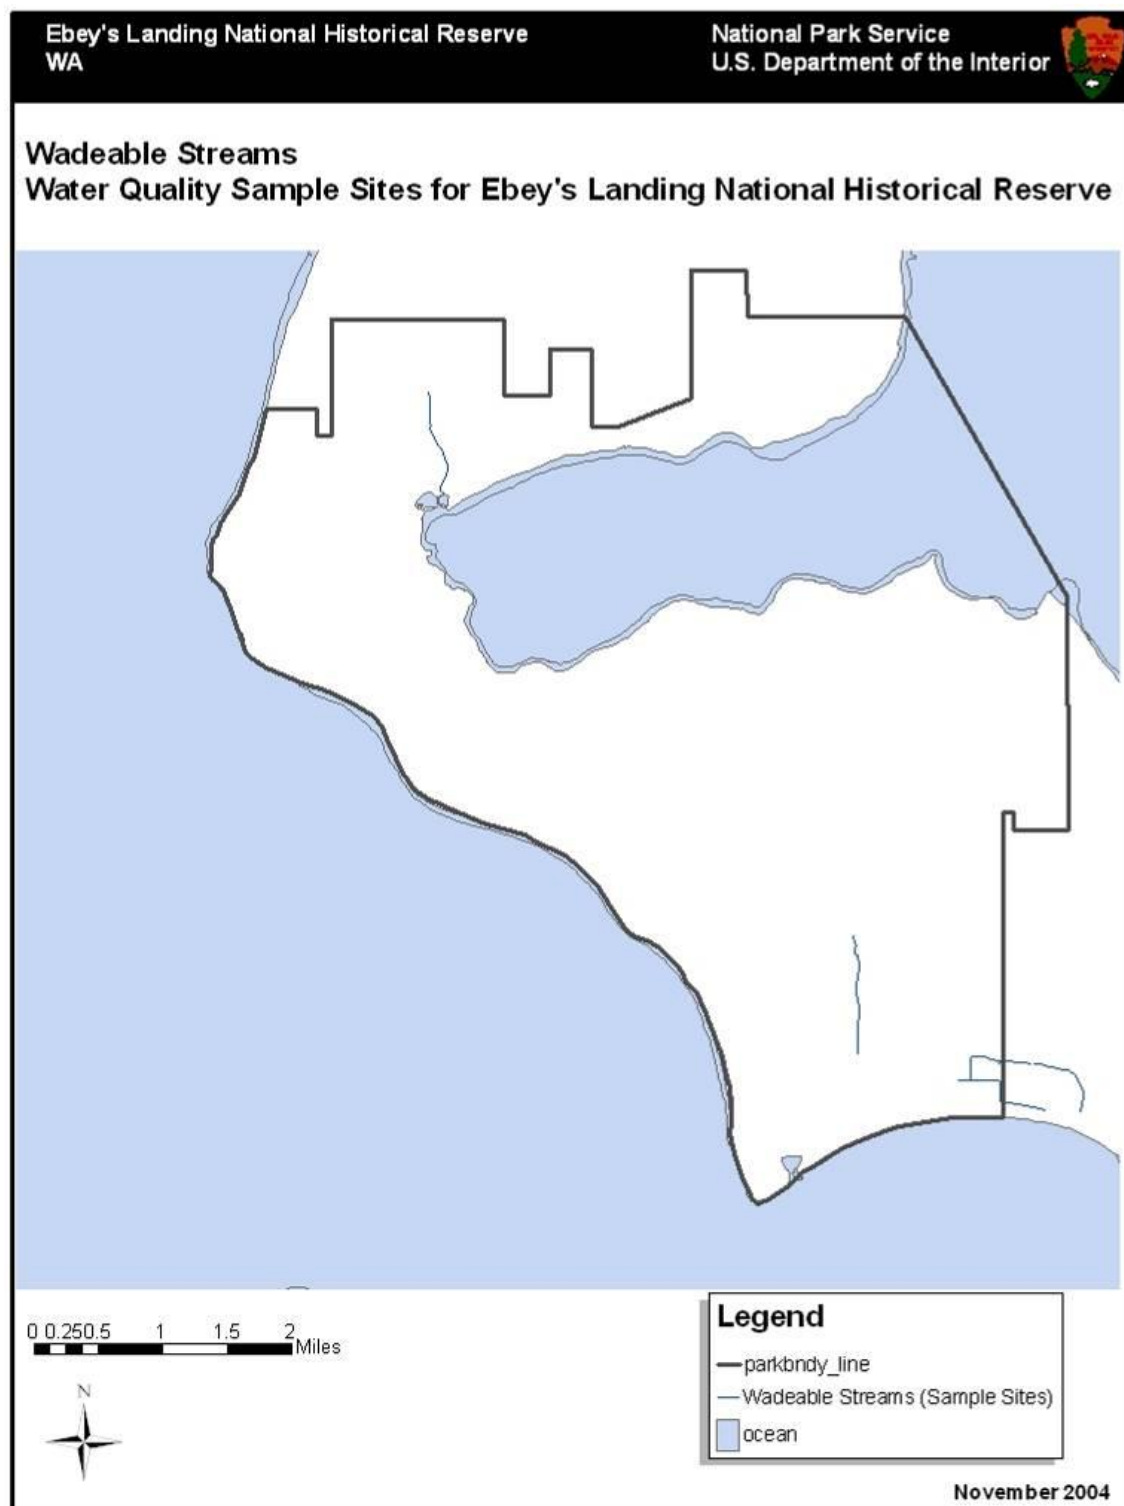 Ebey's Landing National Historical Reserve
WA
National Park Service
U.S. Department of the Interior
Wadeable Streams
Water Quality Sample Sites for Ebey's Landing National Historical Reserve
0 0.250.5 1 1.5 2
Miles
N
Legend
parkbndy_line
Wadeable Streams (Sample Sites)
ocean
November 2004